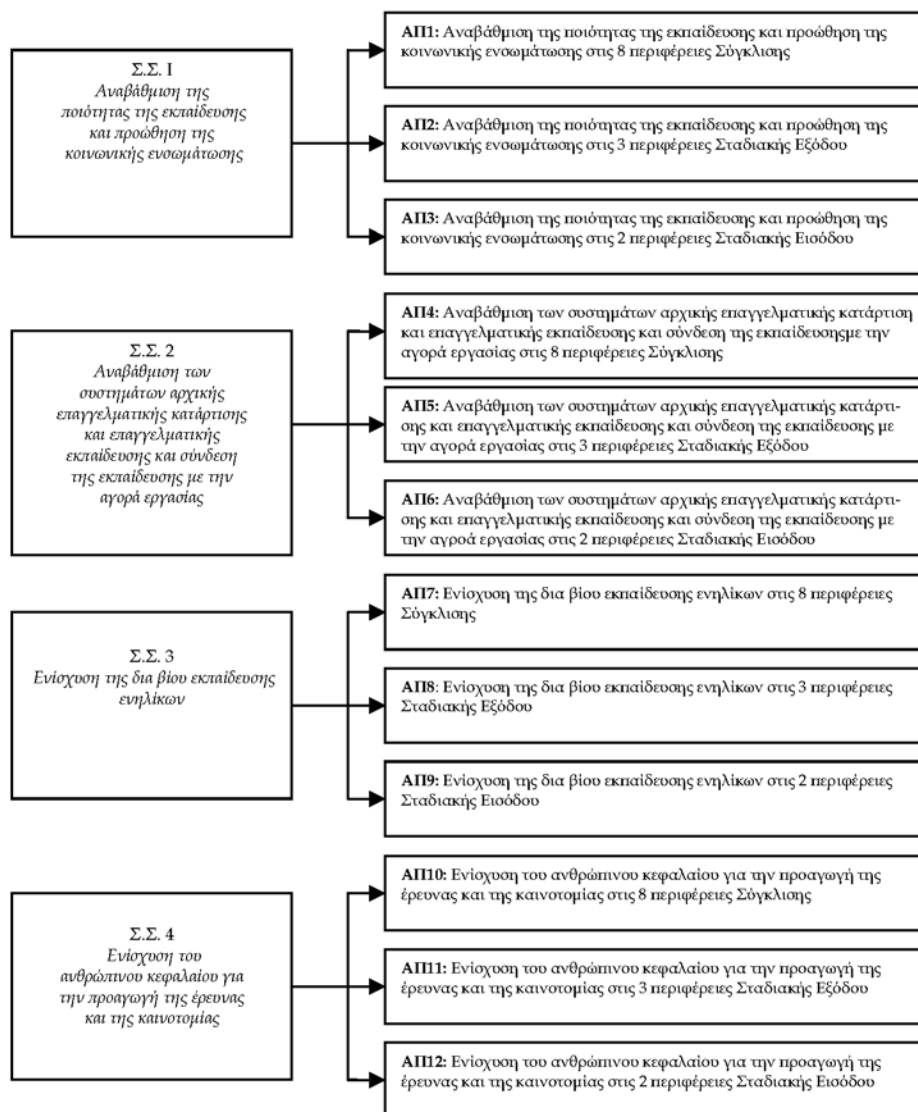 Σ.Σ. 1
Αναβάθμιση της
ποιότητας της εκπαίδευσης
και προώθηση της
κοινωνικής ενσωμάτωσης
ΑΠ1: Αναβάθμιση της ποιότητας της εκπαίδευσης και προώθηση της
κοινωνικής ενσωμάτωσης στις 8 περιφέρειες Σύγκλισης
ΑΠ2: Αναβάθμιση της ποιότητας της εκπαίδευσης και προώθηση της
κοινωνικής ενσωμάτωσης στις 3 περιφέρειες Σταδιακής Εξόδου
ΑΠ3: Αναβάθμιση της ποιότητας της εκπαίδευσης και προώθηση της
κοινωνικής ενσωμάτωσης στις 2 περιφέρειες Σταδιακής Εισόδου
Σ.Σ. 2
Αναβάθμιση των
συστημάτων αρχικής
επαγγελματικής κατάρτισης
και επαγγελματικής
εκπαίδευσης και σύνδεση
της εκπαίδευσης με την
αγορά εργασίας
ΑΠ4: Αναβάθμιση των συστημάτων αρχικής επαγγελματικής κατάρτιση
και επαγγελματικής εκπαίδευσης και σύνδεση της εκπαίδευσηςμε την
αγορά εργασίας στις 8 περιφέρειες Σύγκλισης
ΑΠ5: Αναβάθμιση των συστημάτων αρχικής επαγγελματικής κατάρτι-
σης και επαγγελματικής εκπαίδευσης και σύνδεση της εκπαίδευσης με
την αγορά εργασίας στις 3 περιφέρειες Σταδιακής Εξόδου
ΑΠ6: Αναβάθμιση των συστημάτων αρχικής επαγγελματικής κατάρτι-
σης και επαγγελματικής εκπαίδευσης και σύνδεση της εκπαίδευσης με
την αγροά εργασίας στις 2 περιφέρειες Σταδιακής Εισόδου
Σ.Σ. 3
Ενίσχυση της δια βίου εκπαίδευσης
ενηλίκων
ΑΠ7: Ενίσχυση της δια βίου εκπαίδευσης ενηλίκων στις 8 περιφέρειες
Σύγκλισης
ΑΠ8: Ενίσχυση της δια βίου εκπαίδευσης ενηλίκων στις 3 περιφέρειες
Σταδιακής Εξόδου
ΑΠ9: Ενίσχυση της δια βίου εκπαίδευσης ενηλίκων στις 2 περιφέρειες
Σταδιακής Εισόδου
Σ.Σ. 4
Ενίσχυση του
ανθρώπινου κεφαλαίου για
την προαγωγή της έρευνας
και της καινοτομίας
ΑΠ10: Ενίσχυση του ανθρώπινου κεφαλαίου για την προαγωγή της
έρευνας και της καινοτομίας στις 8 περιφέρειες Σύγκλισης
ΑΠ11: Ενίσχυση του ανθρώπινου κεφαλαίου για την προαγωγή της
έρευνας και της καινοτομίας στις 3 περιφέρειες Σταδιακής Εξόδου
ΑΠ12: Ενίσχυση του ανθρώπινου κεφαλαίου για την προαγωγή της
έρευνας και της καινοτομίας στις 2 περιφέρειες Σταδιακής Εισόδου